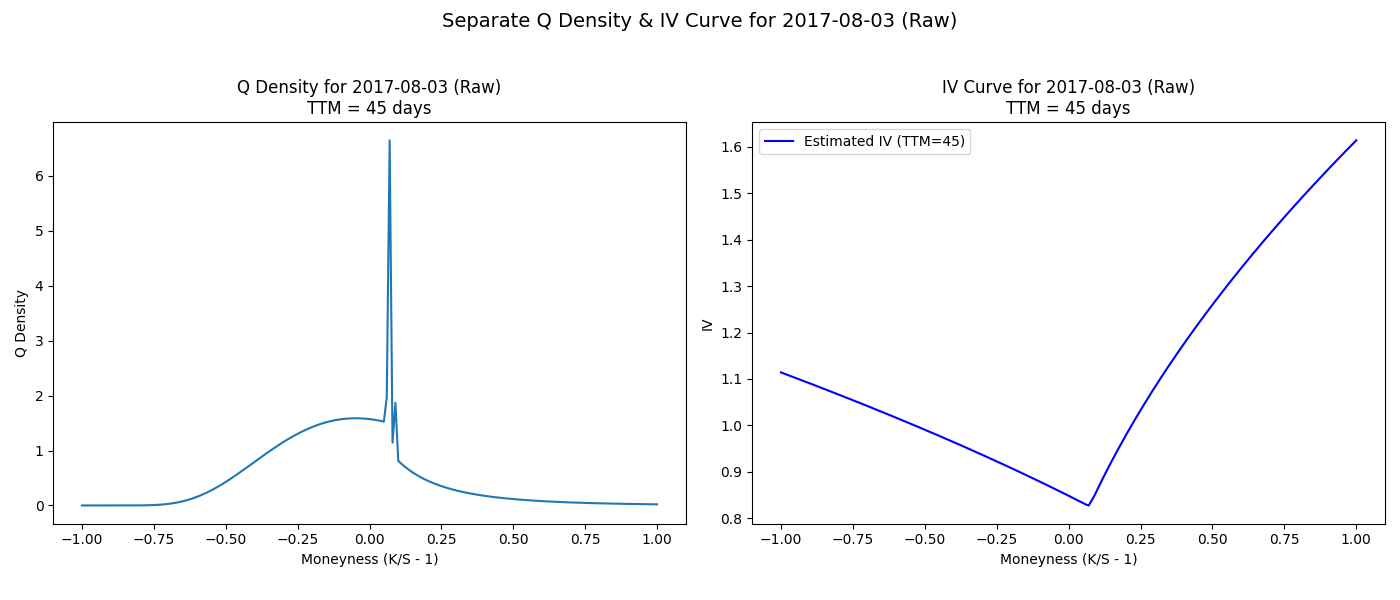 Separate Q Density & IV Curve for 2017-08-03 (Raw)
Q Density for 2017-08-03 (Raw)
TTM = 45 days
Q Density
6
5
4
3
2
1
0
−1.00 −0.75 −0.50 −0.25 0.00 0.25 0.50 0.75 1.00
Moneyness (K/S - 1)
IV Curve for 2017-08-03 (Raw)
TTM = 45 days
Estimated IV (TTM=45)
IV
1.6
1.5
1.4
1.3
1.2
1.1
1.0
0.9
0.8
−1.00 −0.75 −0.50 −0.25 0.00 0.25 0.50 0.75 1.00
Moneyness (K/S - 1)